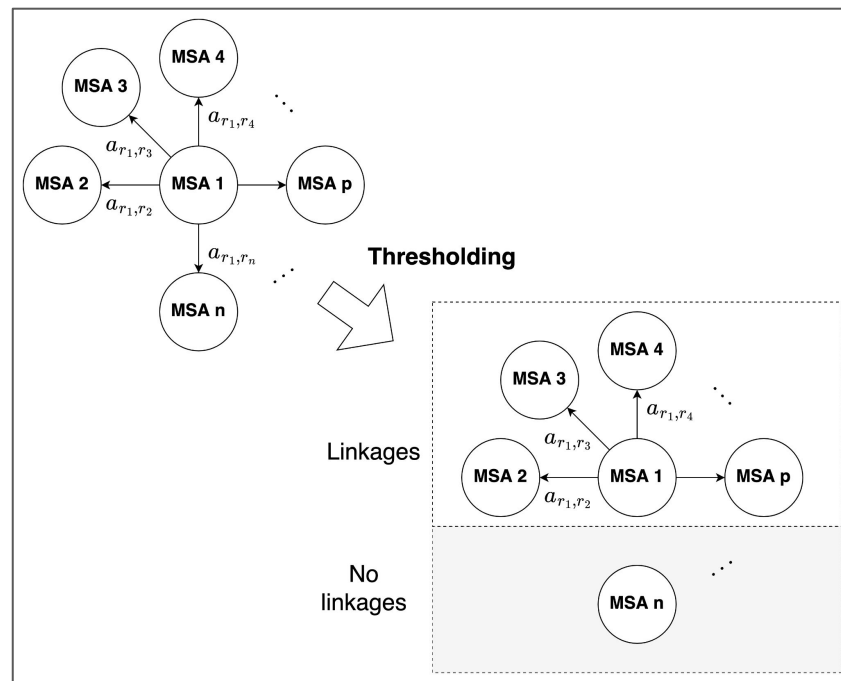 MSA 4
MSA 3
a_{r_1,r_4}
a_{r_1,r_3}
MSA 2
MSA 1
MSA p
a_{r_1,r_2}
a_{r_1,r_n}
Thresholding
MSA n
MSA 4
MSA 3
a_{r_1,r_4}
a_{r_1,r_3}
Linkages
MSA 2
MSA 1
MSA p
a_{r_1,r_2}
No
linkages
MSA n